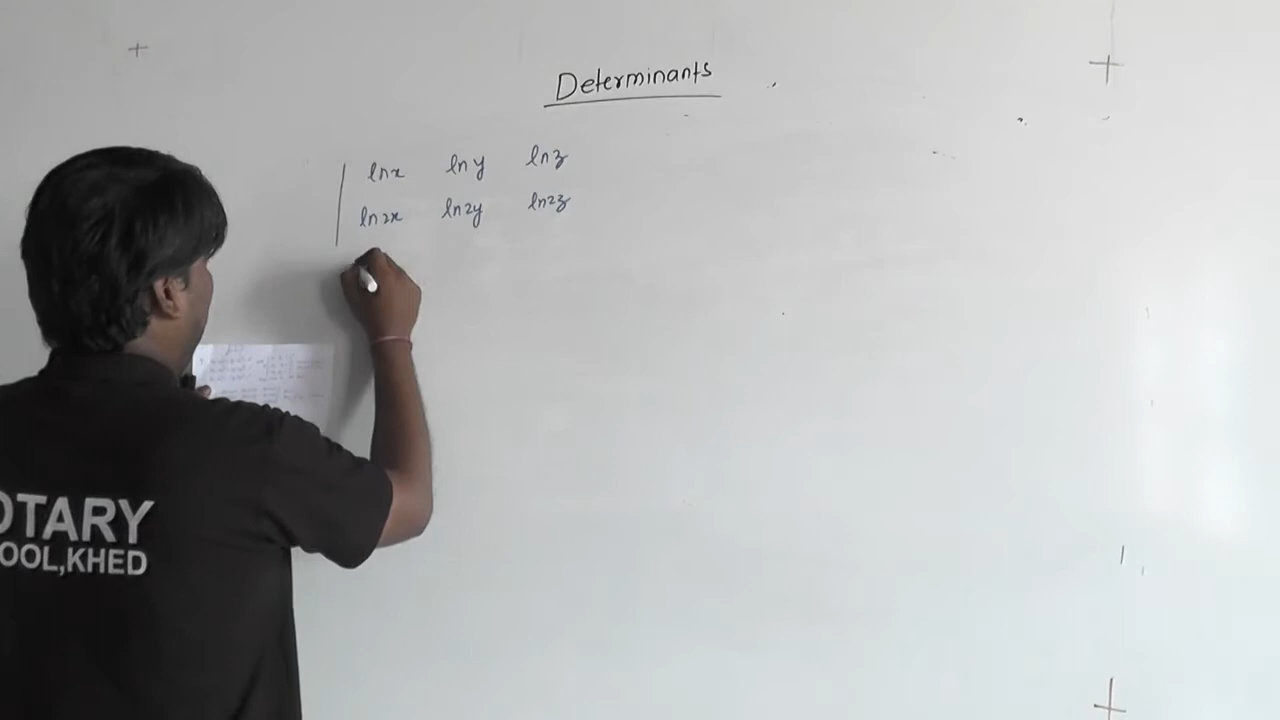 Determinants
ln x ln y ln z
ln 2x ln 2y ln 2z
OTARY
OOL,KHED